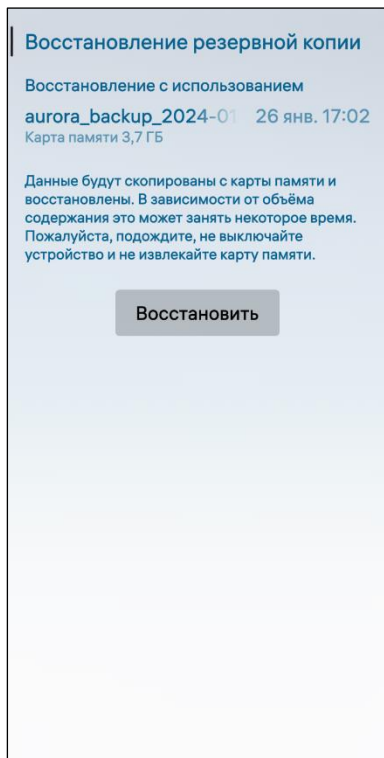 Восстановление резервной копии
Восстановление с использованием
aurora_backup_2024-01 26 янв. 17:02
Карта памяти 3,7 ГБ
Данные будут скопированы с карты памяти и
восстановлены. В зависимости от объёма
содержания это может занять некоторое время.
Пожалуйста, подождите, не выключайте
устройство и не извлекайте карту памяти.
Восстановить